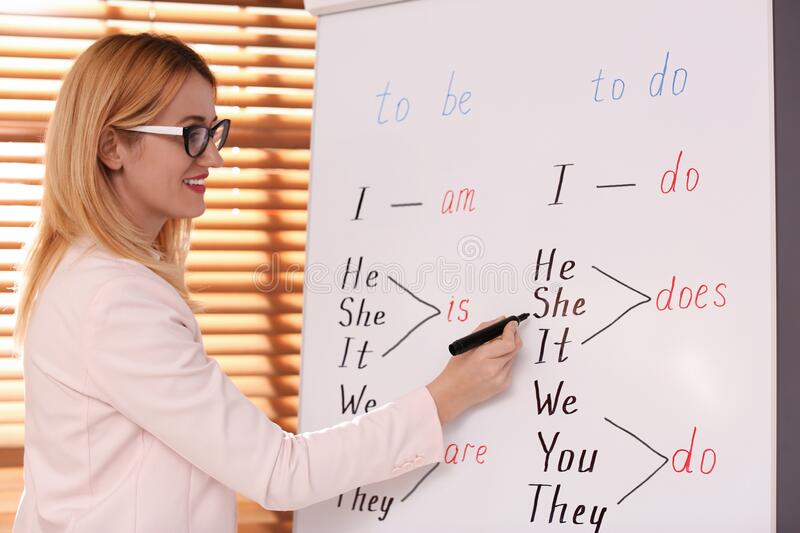 to be
I — am
He
She
It
is
We
They
are
to do
I — do
He
She
It
does
We
You
They
do
dreamstime